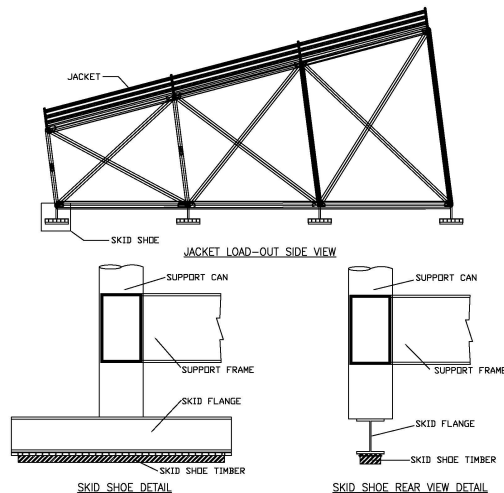 JACKET
SKID SHOE
JACKET LOAD-OUT SIDE VIEW
SUPPORT CAN
SUPPORT FRAME
SKID FLANGE
SKID SHOE TIMBER
SKID SHOE DETAIL
SUPPORT CAN
SUPPORT FRAME
SKID FLANGE
SKID SHOE TIMBER
SKID SHOE REAR VIEW DETAIL